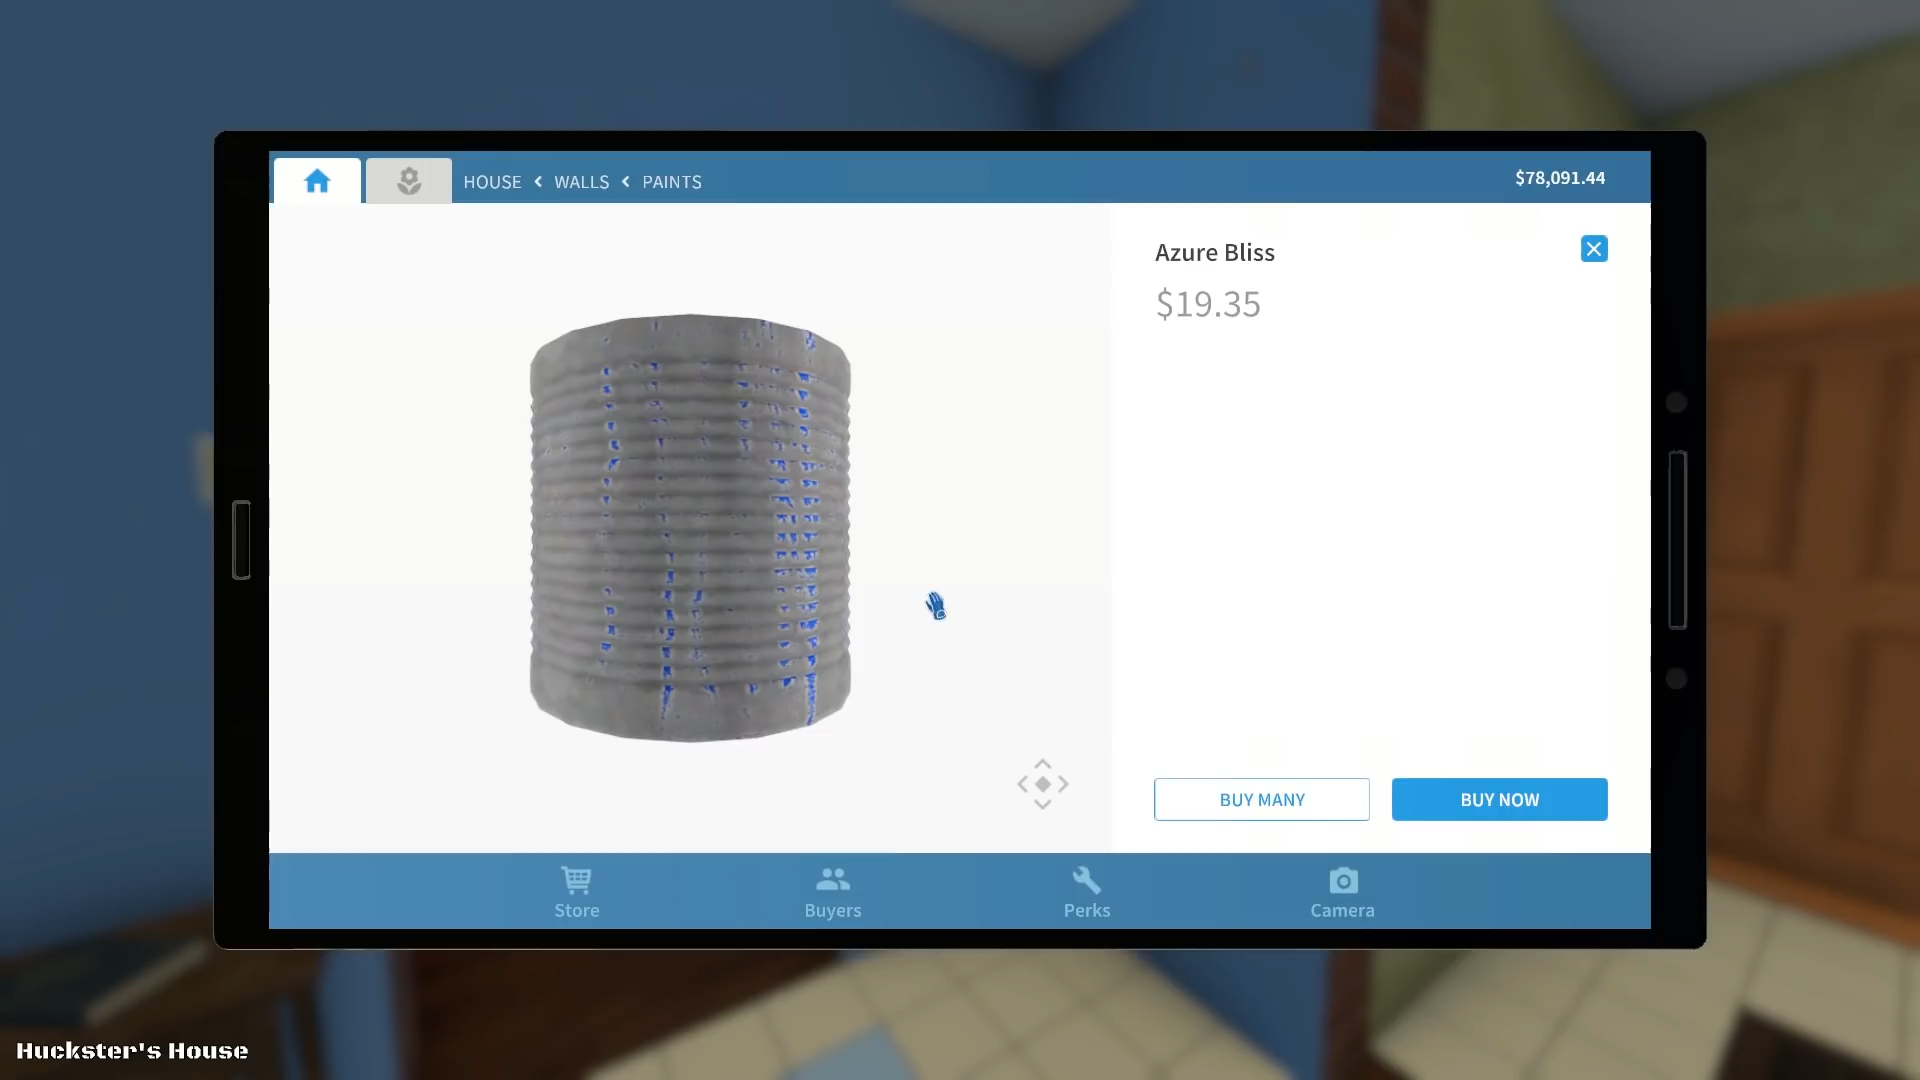 HOUSE < WALLS < PAINTS
$78,091.44
Azure Bliss
$19.35
BUY MANY
BUY NOW
Store
Buyers
Perks
Camera
Huckster's House